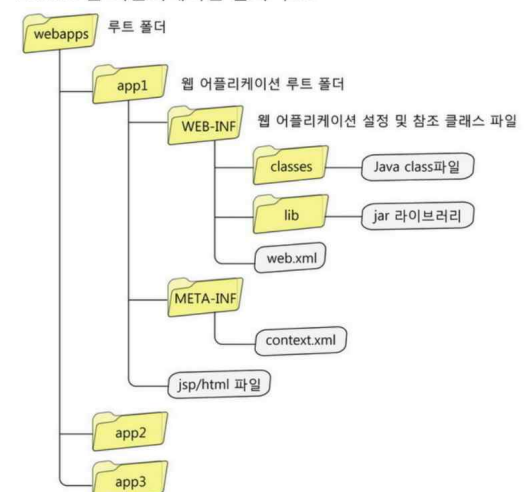 webapps 루트 폴더
app1 웹 어플리케이션 루트 폴더
WEB-INF 웹 어플리케이션 설정 및 참조 클래스 파일
classes Java class파일
lib jar 라이브러리
web.xml
META-INF
context.xml
jsp/html 파일
app2
app3